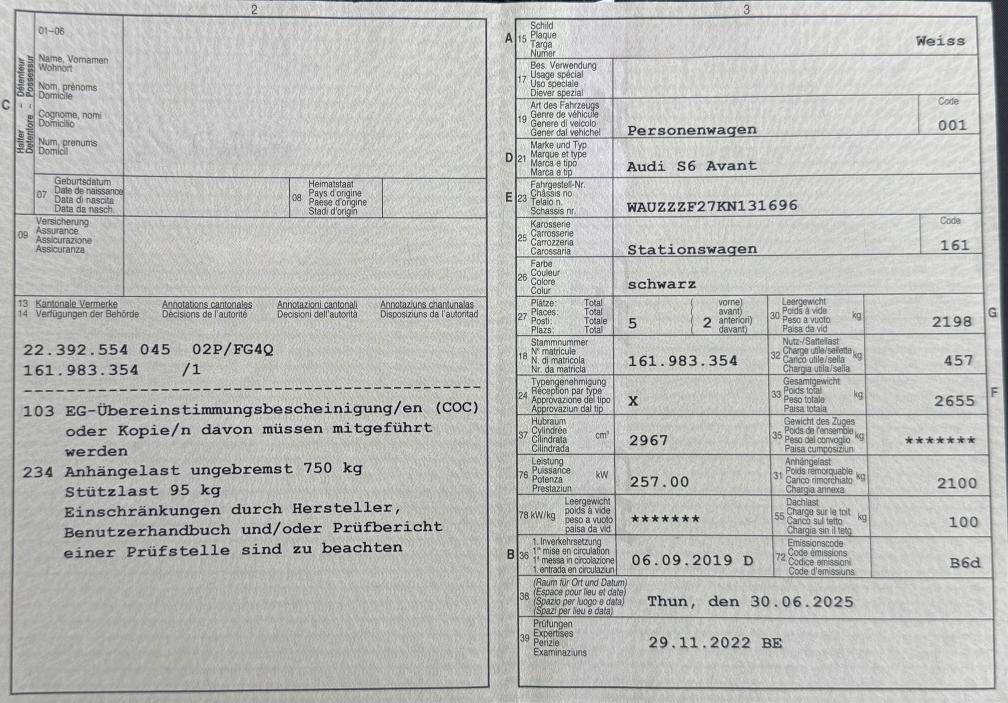 2
01-06
Halter
Détenteur
Detentore
Possessur
C
Name, Vornamen
Wohnort
Nom, prénoms
Domicile
Cognome, nomi
Domicilio
Num, prenums
Domicil
07
Geburtsdatum
Date de naissance
Data di nascita
Data da nasch.
08
Heimatstaat
Pays d'origine
Paese d'origine
Stadi d'origin
09
Versicherung
Assurance
Assicurazione
Assicuranza
13 Kantonale Vermerke Annotations cantonales Annotazioni cantonali Annotaziuns chantunalas
14 Verfügungen der Behörde Décisions de l'autorité Decisioni dell'autorità Disposiziuns da l'autoritad
22.392.554 045 02P/FG4Q
161.983.354 /1
103 EG-Übereinstimmungsbescheinigung/en (COC)
oder Kopie/n davon müssen mitgeführt
werden
234 Anhängelast ungebremst 750 kg
Stützlast 95 kg
Einschränkungen durch Hersteller,
Benutzerhandbuch und/oder Prüfbericht
einer Prüfstelle sind zu beachten
3
A 15
Schild
Plaque
Targa
Numer
Weiss
17
Bes. Verwendung
Usage spécial
Uso speciale
Diever spezial
19
Art des Fahrzeugs
Genre de véhicule
Genere di veicolo
Gener dal vehichel
Personenwagen
Code
001
D 21
Marke und Typ
Marque et type
Marca e tipo
Marca e tip
Audi S6 Avant
E 23
Fahrgestell-Nr.
Châssis no
Telaio n.
Schassis nr.
WAUZZZF27KN131696
25
Karosserie
Carrosserie
Carrozzeria
Carossaria
Stationswagen
Code
161
26
Farbe
Couleur
Colore
Colur
schwarz
27
Plätze: Total
Places: Total
Posti: Totale
Plazs: Total
5
( 2
vorne)
avant)
anteriori)
davant)
30
Leergewicht
Poids à vide
Peso a vuoto
Paisa da vid
kg
2198
G
18
Stammnummer
N° matricule
N. di matricola
Nr. da matricla
161.983.354
32
Nutz-/Sattellast
Charge utile/sellette
Carico utile/sella
Chargia utila/sella
kg
457
24
Typengenehmigung
Réception par type
Approvazione del tipo
Approvaziun dal tip
X
33
Gesamtgewicht
Poids total
Peso totale
Paisa totala
kg
2655
F
37
Hubraum
Cylindrée
Cilindrata
Cilindrada
cm³
2967
35
Gewicht des Zuges
Poids de l'ensemble
Peso del convoglio
Paisa cumposiziun
kg
*******
76
Leistung
Puissance
Potenza
Prestaziun
kW
257.00
31
Anhängelast
Poids remorquable
Carico rimorchiato
Chargia annexa
kg
2100
78 kW/kg
Leergewicht
poids à vide
peso a vuoto
paisa da vid
*******
55
Dachlast
Charge sur le toit
Carico sul tetto
Chargia sin il tetg
kg
100
B 36
1. Inverkehrsetzung
1re mise en circulation
1a messa in circolazione
1. entrada en circulaziun
06.09.2019 D
72
Emissionscode
Code émissions
Codice emissioni
Code d'emissiuns
B6d
38
(Raum für Ort und Datum)
(Espace pour lieu et date)
(Spazio per luogo e data)
(Spazi per lieu e data)
Thun, den 30.06.2025
39
Prüfungen
Expertises
Perizie
Examinaziuns
29.11.2022 BE